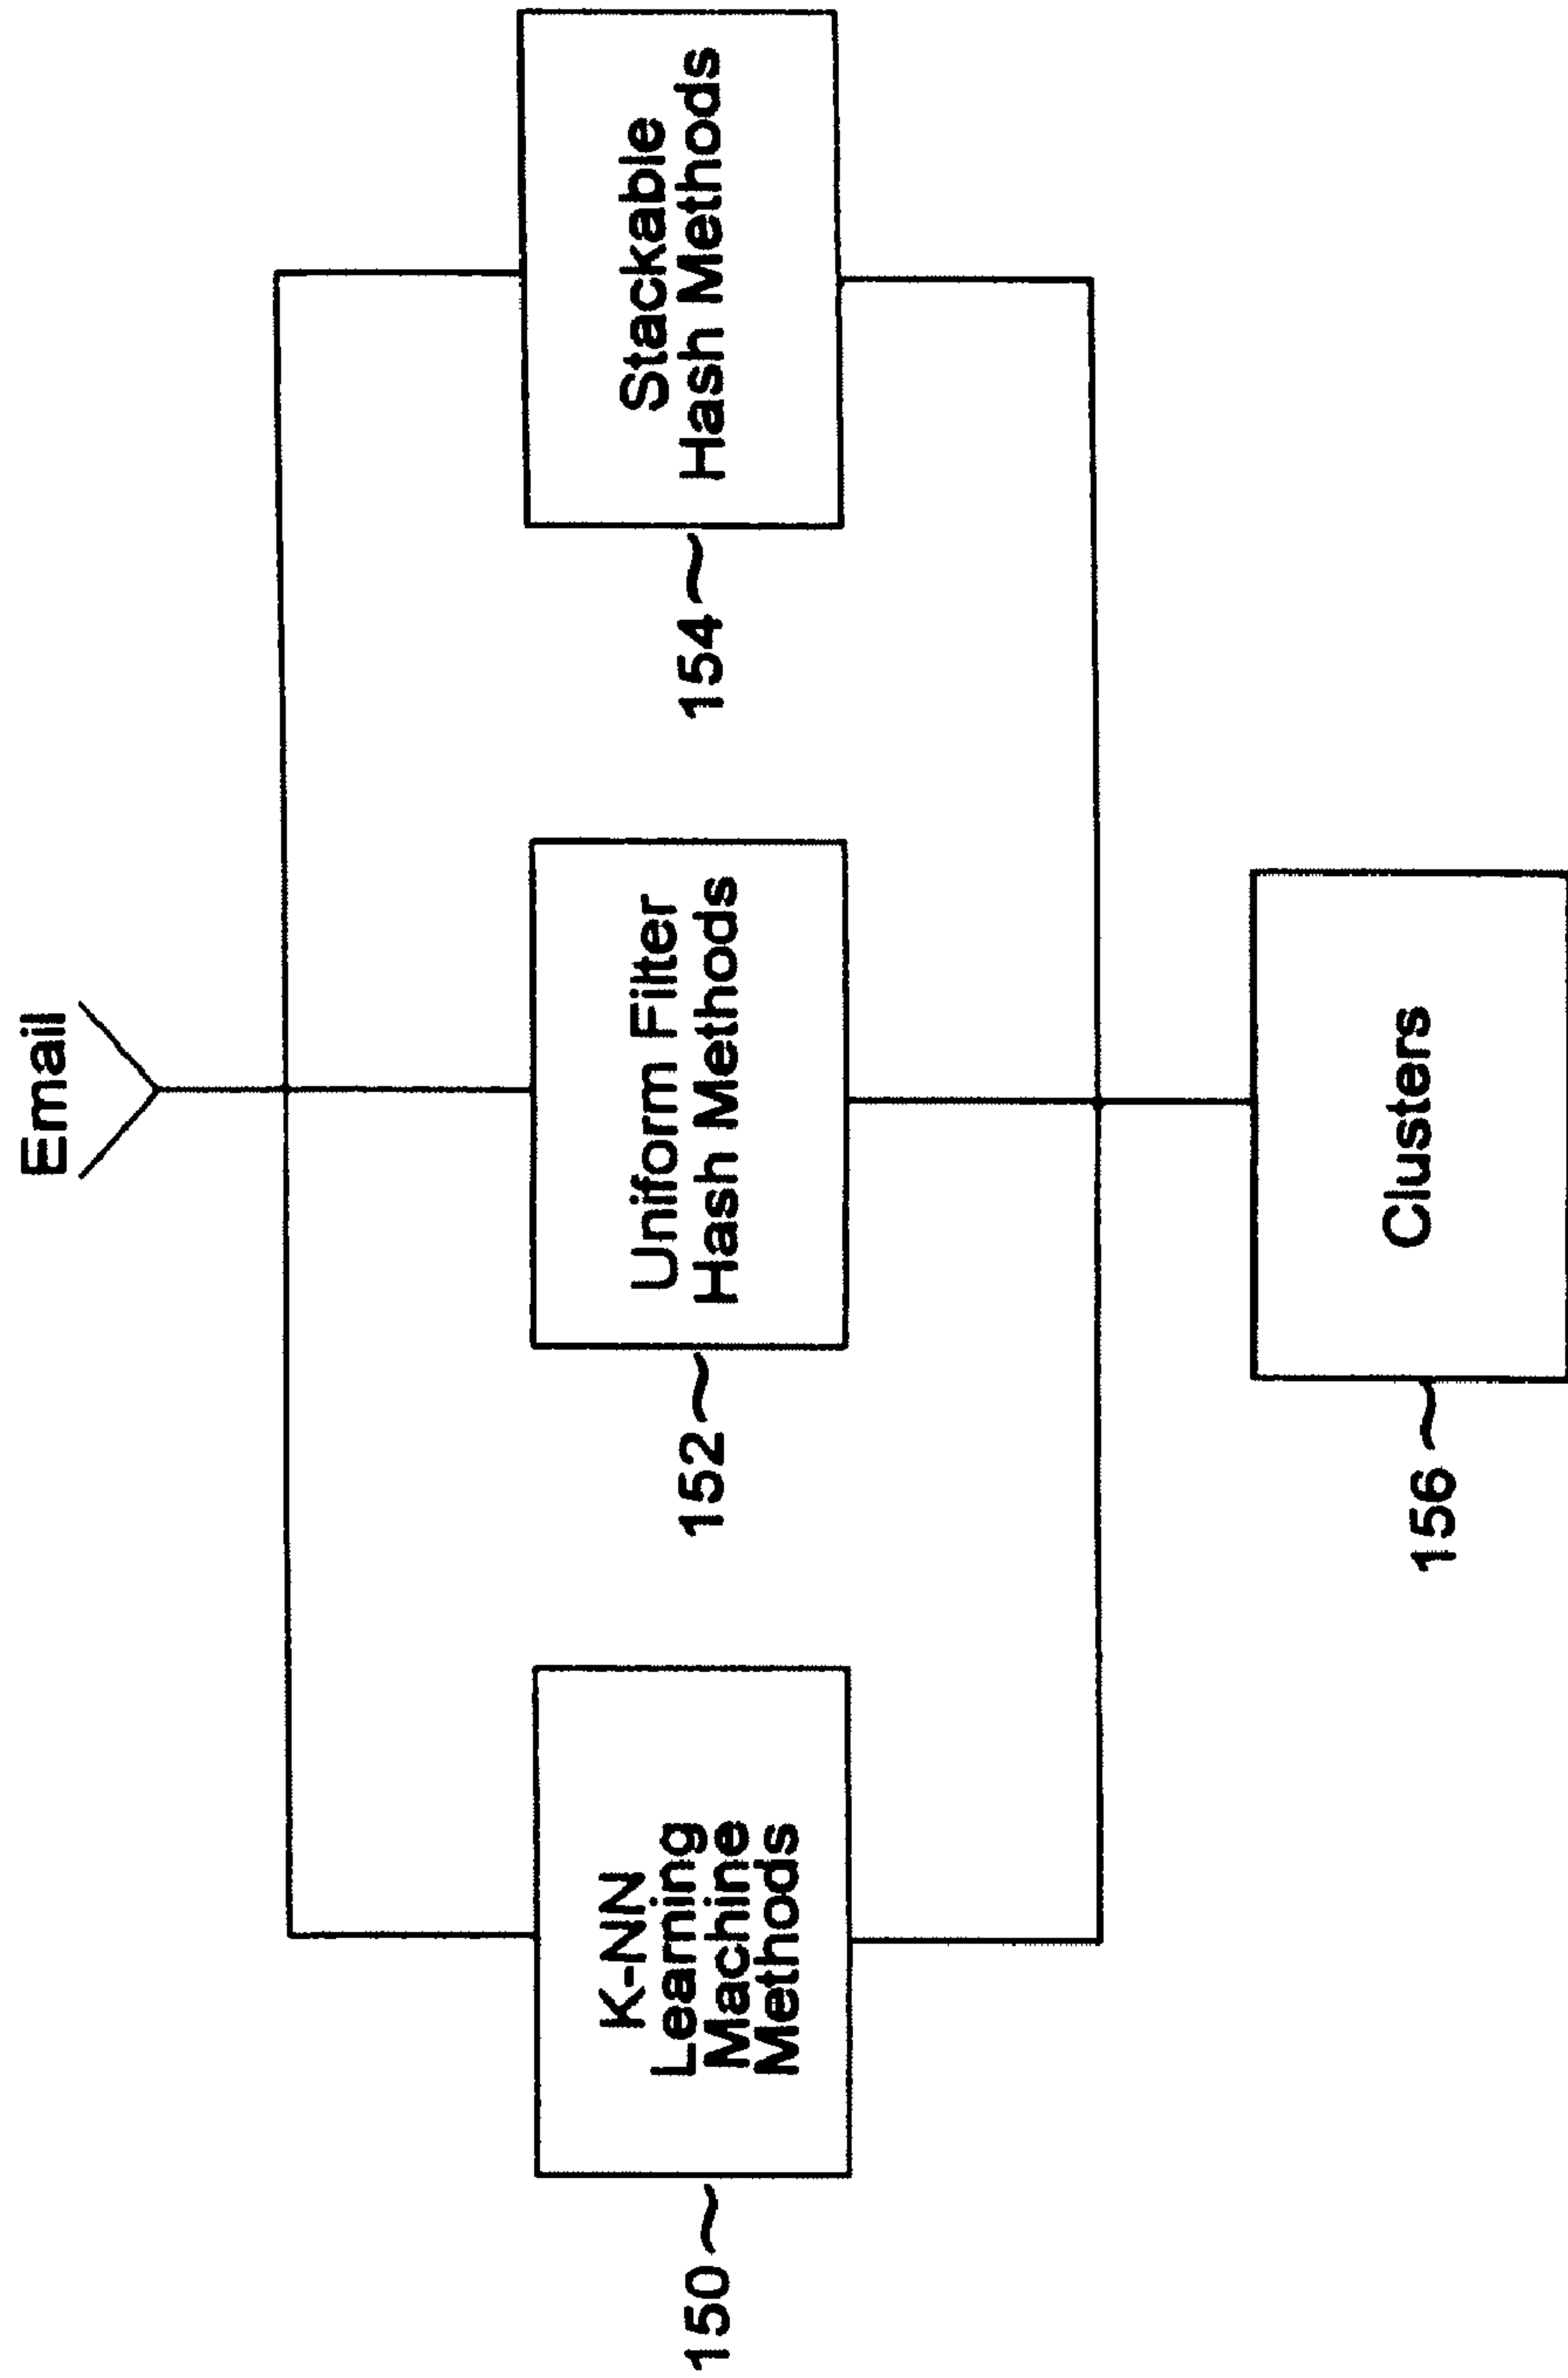 Email
K-NN
Learning
Machine
Methods
150
Uniform Filter
Hash Methods
152
Stackable
Hash Methods
154
Clusters
156